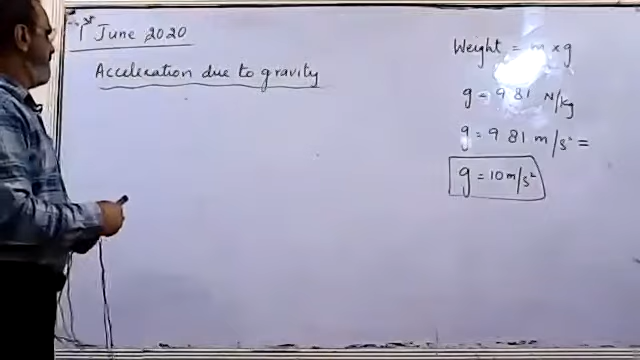 1st June 2020
Acceleration due to gravity
Weight = m × g
g = 9.81 N/kg
g = 9.81 m/s² =
g = 10 m/s²